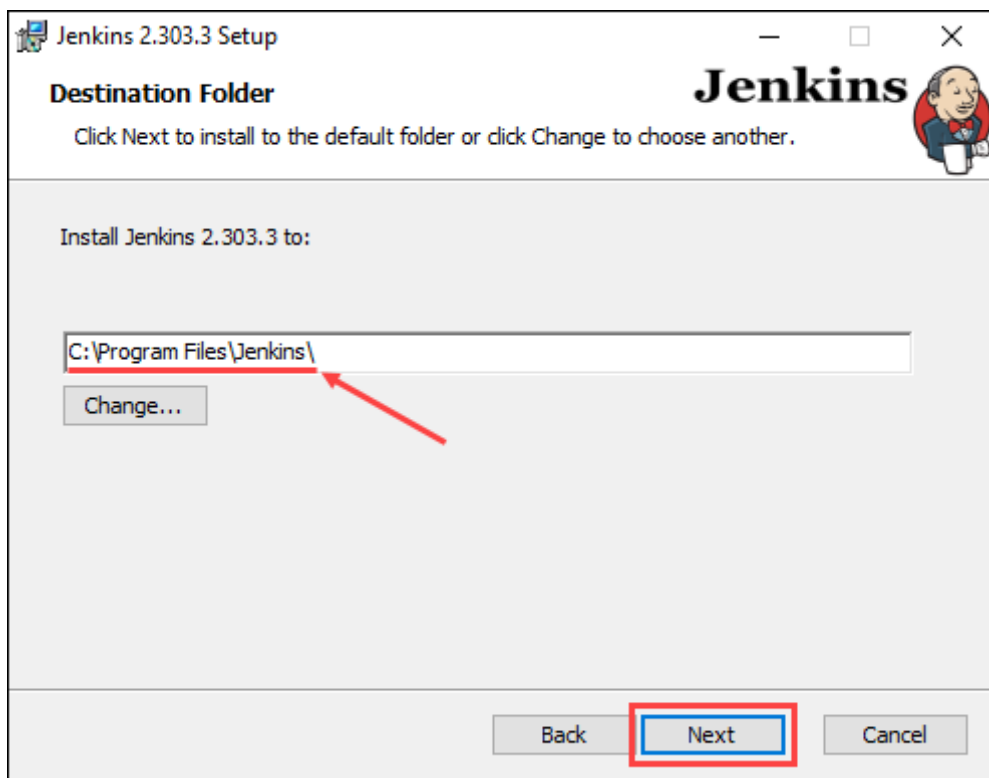 Jenkins 2.303.3 Setup
Destination Folder
Jenkins
Click Next to install to the default folder or click Change to choose another.
Install Jenkins 2.303.3 to:
C:\Program Files\Jenkins\
Change...
Back
Next
Cancel